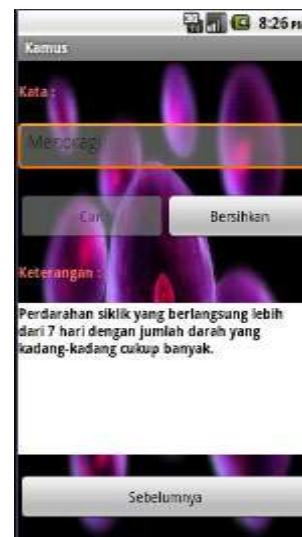 8:26 PM
Kamus
Kata :
Menoragi
Cari
Bersihkan
Keterangan :
Perdarahan siklik yang berlangsung lebih
dari 7 hari dengan jumlah darah yang
kadang-kadang cukup banyak.
Sebelumnya